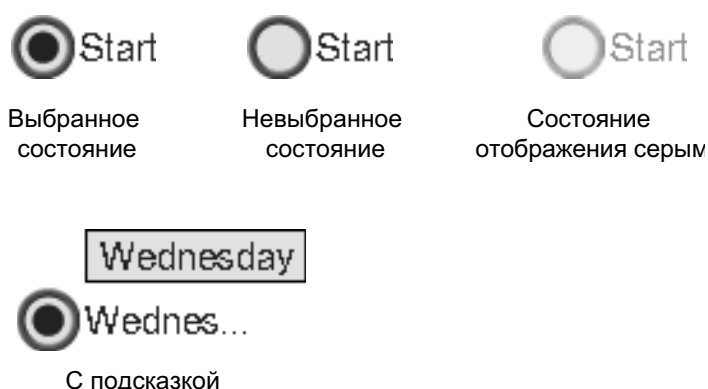 Start Start Start
Выбранное Невыбранное Состояние
состояние состояние отображения серым
Wednesday
Wednes...
С подсказкой